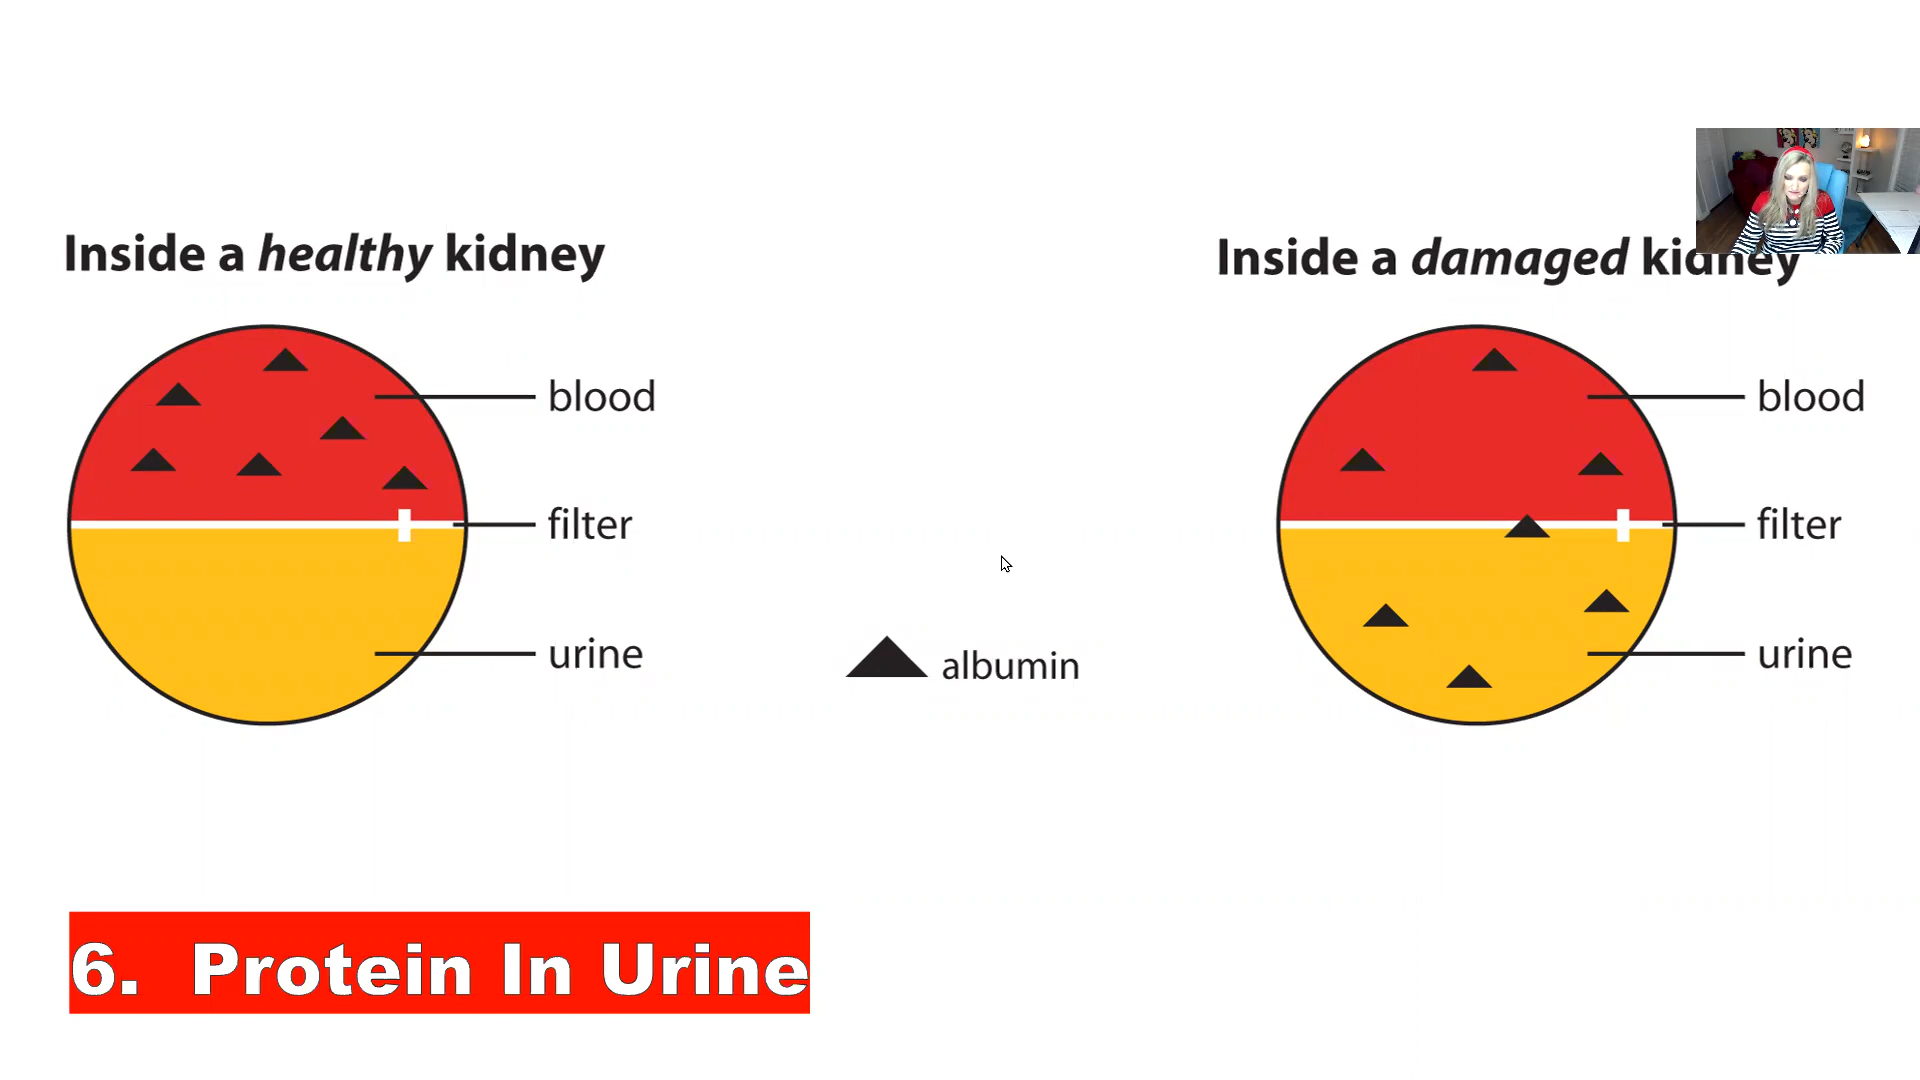 Inside a healthy kidney
blood
filter
urine
albumin
Inside a damaged kidney
blood
filter
urine
6. Protein In Urine